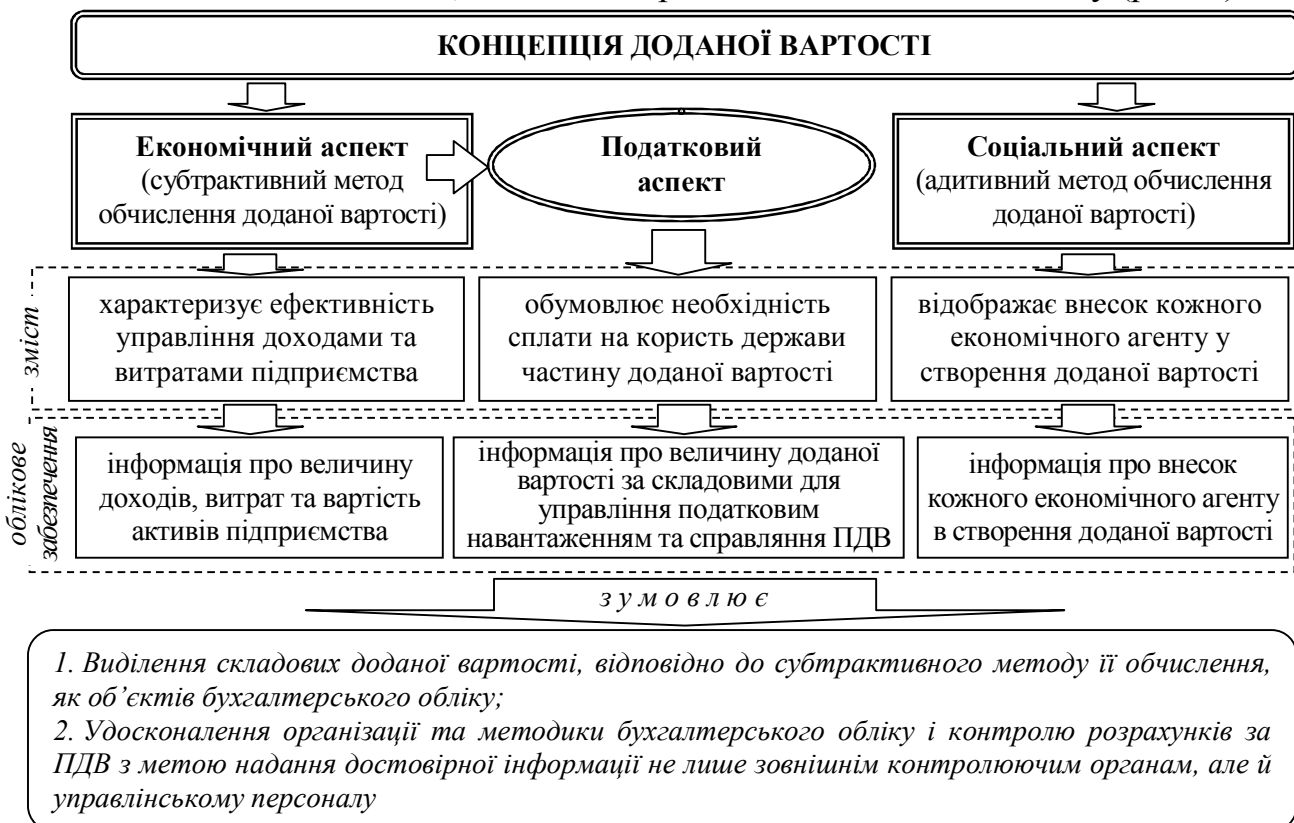 КОНЦЕПЦІЯ ДОДАНОЇ ВАРТОСТІ
Економічний аспект
(субтрактивний метод
обчислення доданої вартості)
Податковий
аспект
Соціальний аспект
(адитивний метод обчислення
доданої вартості)
зміст
характеризує ефективність
управління доходами та
витратами підприємства
обумовлює необхідність
сплати на користь держави
частину доданої вартості
відображає внесок кожного
економічного агенту у
створення доданої вартості
облікове
забезпечення
інформація про величину
доходів, витрат та вартість
активів підприємства
інформація про величину доданої
вартості за складовими для
управління податковим
навантаженням та справляння ПДВ
інформація про внесок
кожного економічного агенту
в створення доданої вартості
зумовлює
1. Виділення складових доданої вартості, відповідно до субтрактивного методу її обчислення,
як об’єктів бухгалтерського обліку;
2. Удосконалення організації та методики бухгалтерського обліку і контролю розрахунків за
ПДВ з метою надання достовірної інформації не лише зовнішнім контролюючим органам, але й
управлінському персоналу